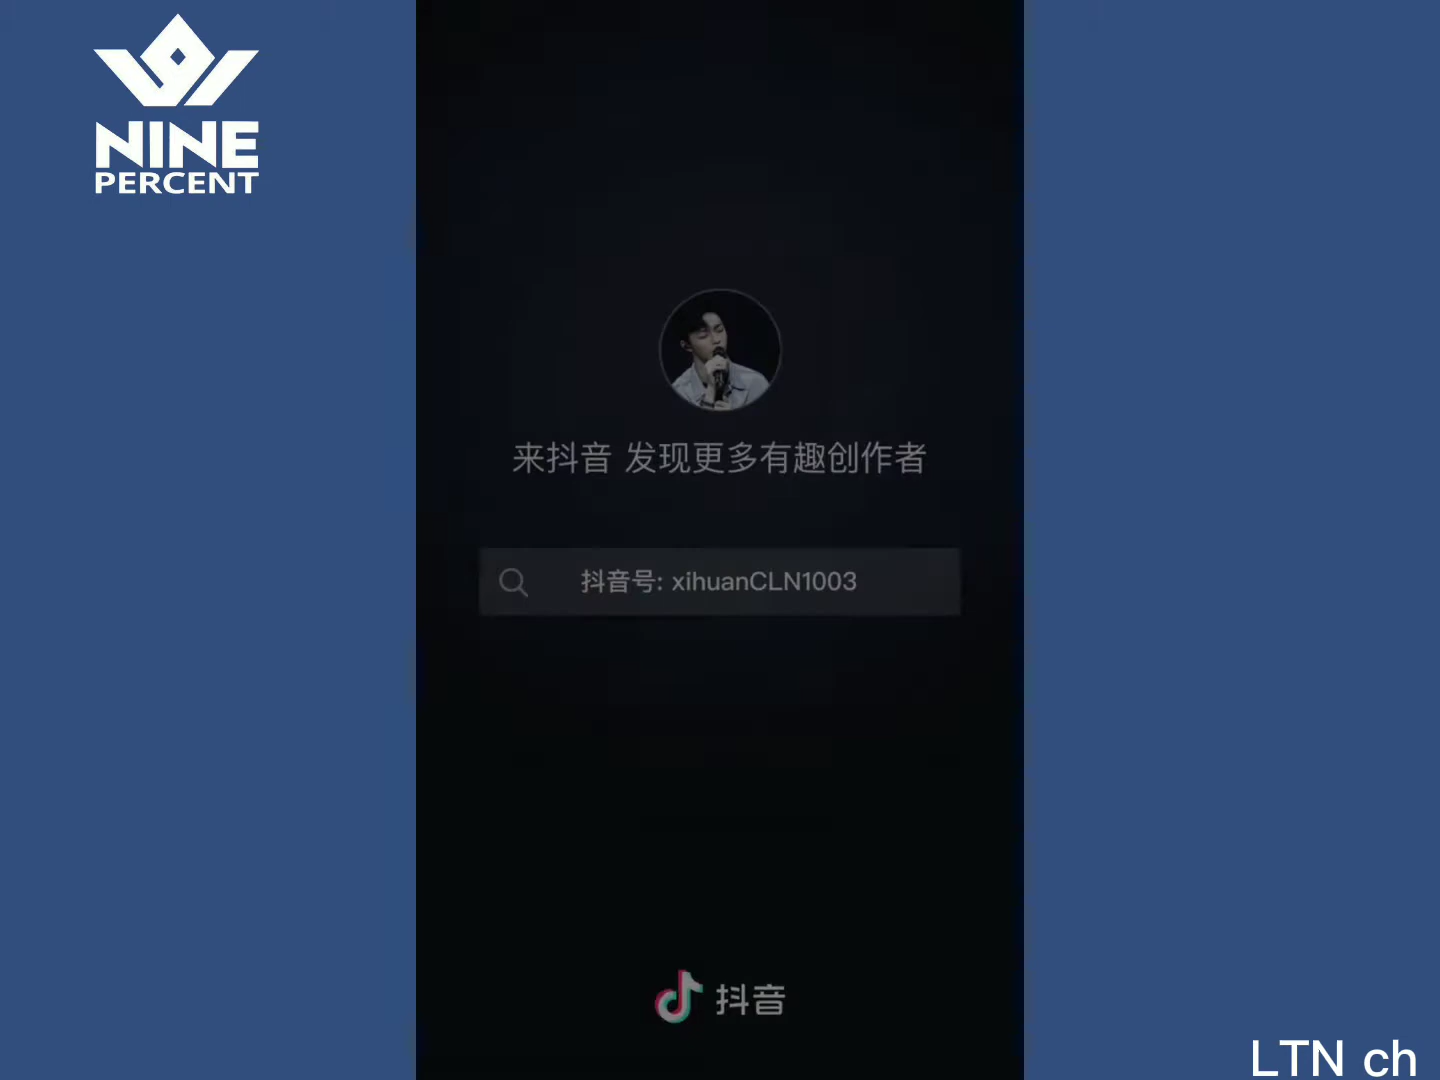 NINE
PERCENT
来抖音 发现更多有趣创作者
抖音号: xihuanCLN1003
抖音
LTN ch